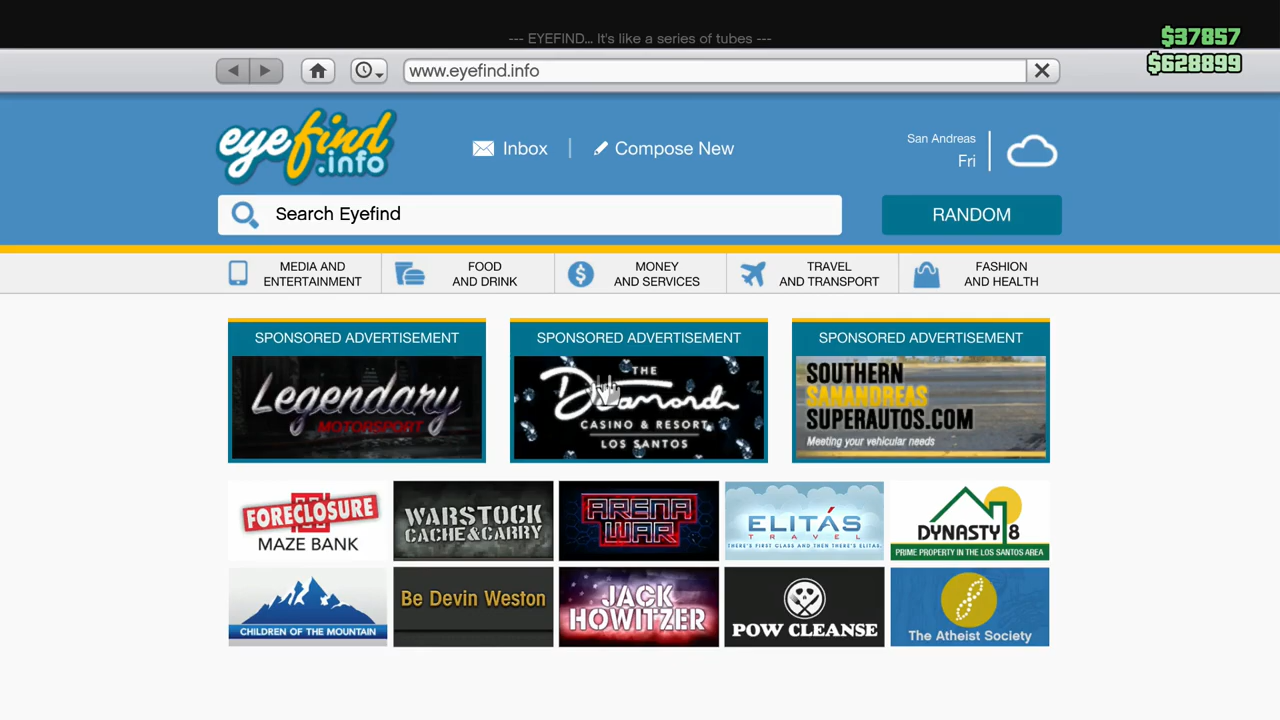 --- EYEFIND... It's like a series of tubes ---
$37857
$628899
www.eyefind.info
eyefind
.info
Inbox
Compose New
San Andreas
Fri
Search Eyefind
RANDOM
MEDIA AND
ENTERTAINMENT
FOOD
AND DRINK
MONEY
AND SERVICES
TRAVEL
AND TRANSPORT
FASHION
AND HEALTH
SPONSORED ADVERTISEMENT
Legendary
MOTORSPORT
SPONSORED ADVERTISEMENT
THE
Diamond
CASINO & RESORT
LOS SANTOS
SPONSORED ADVERTISEMENT
SOUTHERN
SANANDREAS
SUPERAUTOS.COM
Meeting your vehicular needs
FORECLOSURE
MAZE BANK
WARSTOCK
CACHE & CARRY
ARENA
WAR
ELITÁS
TRAVEL
THERE'S FIRST CLASS AND THEN THERE'S ELITAS.
DYNASTY 8
PRIME PROPERTY IN THE LOS SANTOS AREA
CHILDREN OF THE MOUNTAIN
Be Devin Weston
JACK
HOWITZER
POW CLEANSE
The Atheist Society